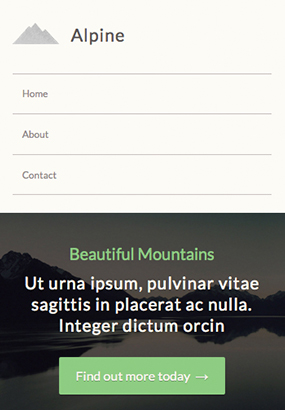 Alpine
Home
About
Contact
Beautiful Mountains
Ut urna ipsum, pulvinar vitae
sagittis in placerat ac nulla.
Integer dictum orcin
Find out more today →